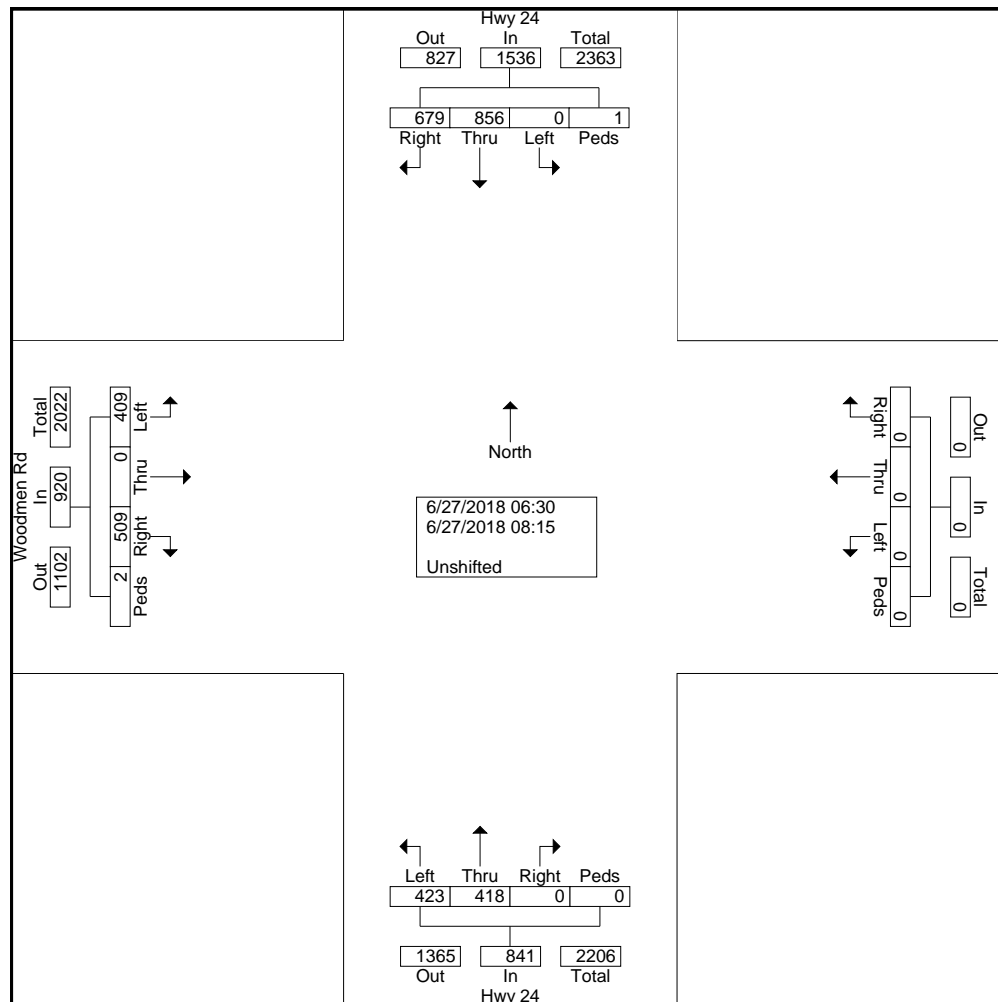 Hwy 24
Out In Total
827 1536 2363
679 856 0 1
Right Thru Left Peds
Woodmen Rd
Total In Out
2022 920 1102
409 0 509 2
Left Thru Right Peds
North
6/27/2018 06:30
6/27/2018 08:15
Unshifted
Right Thru Left Peds
0 0 0 0
Out In Total
0 0 0
Left Thru Right Peds
423 418 0 0
1365 841 2206
Out In Total
Hwy 24